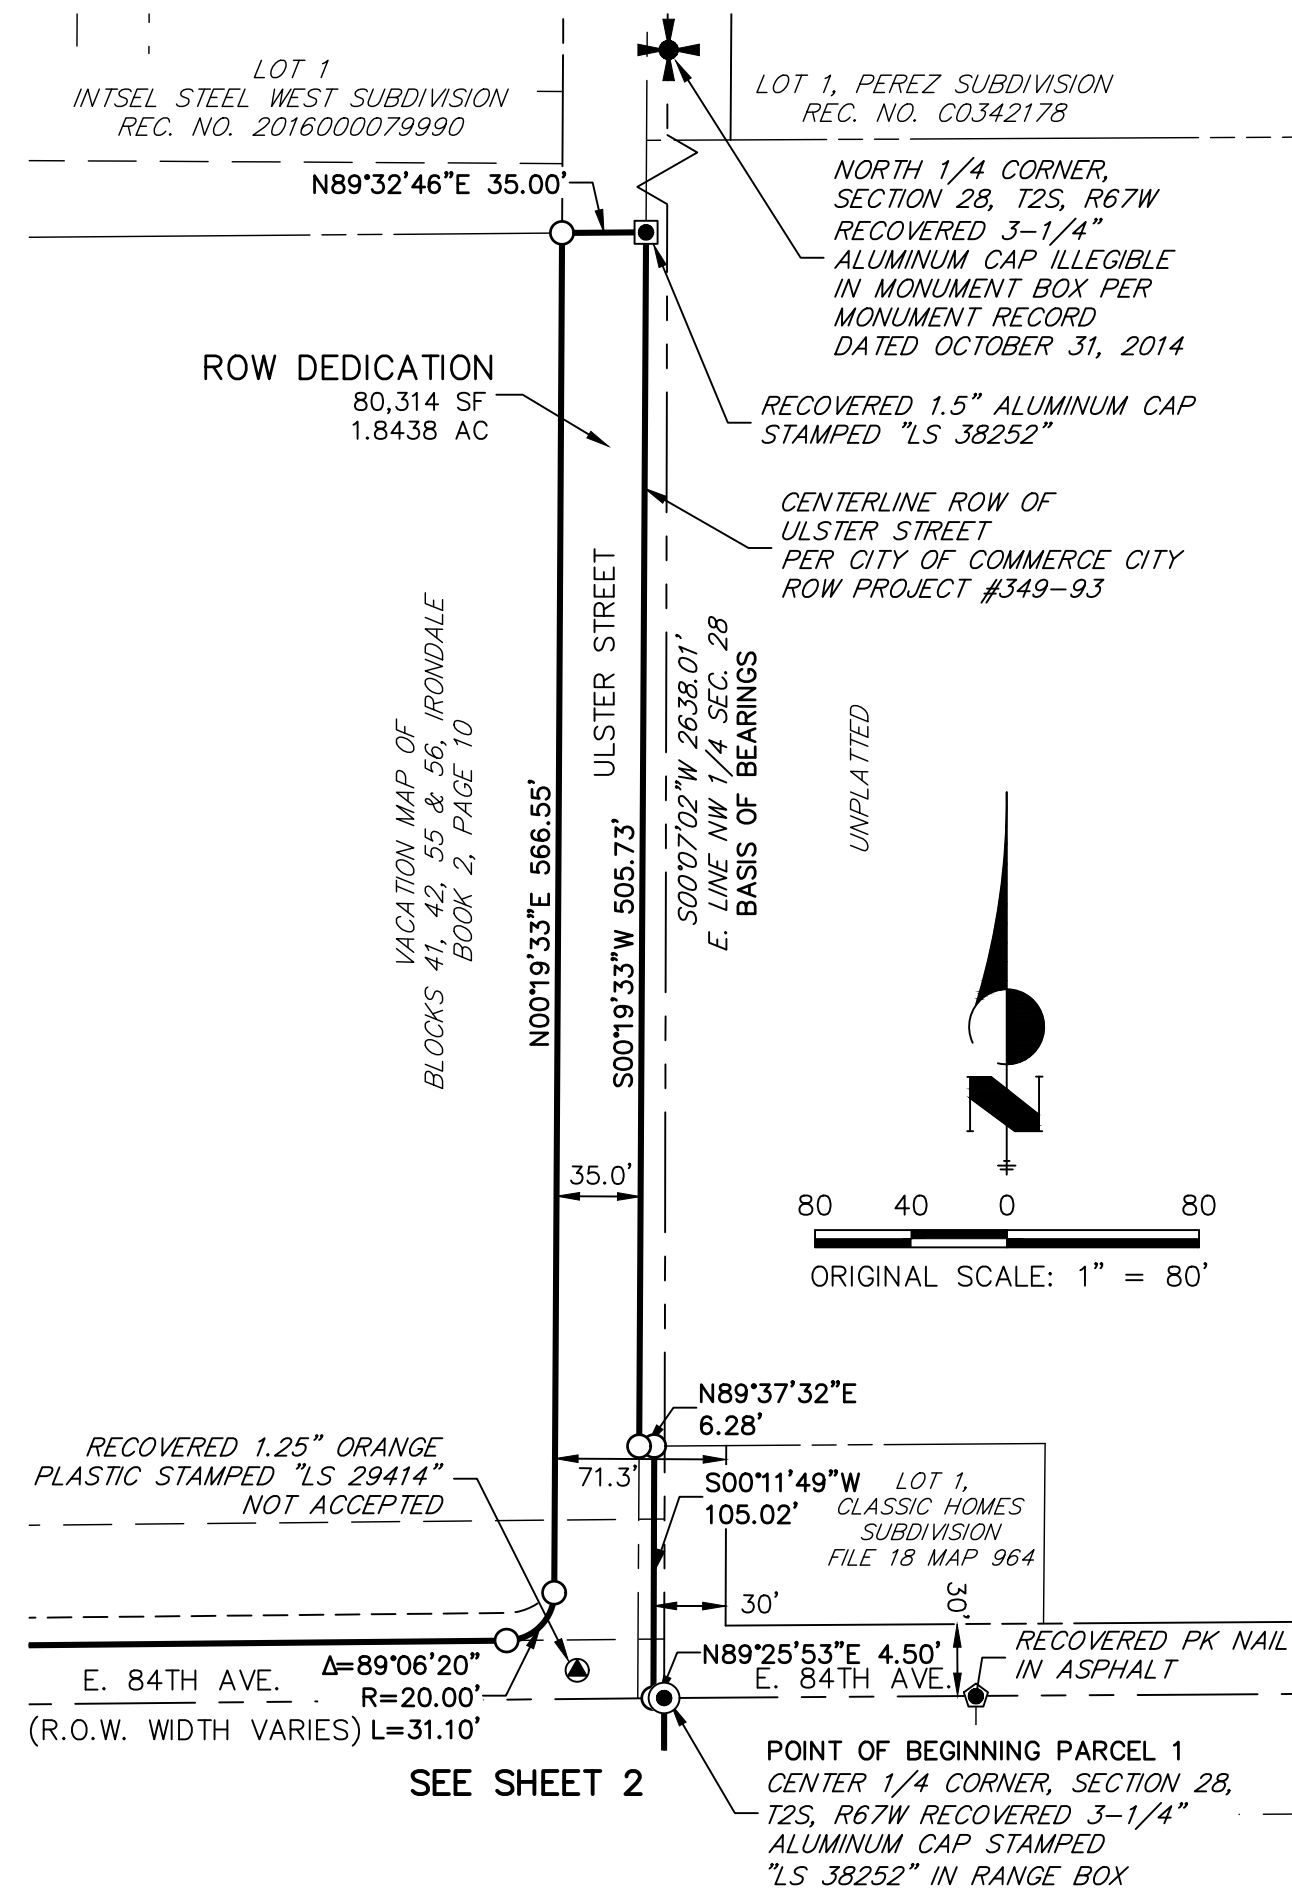 LOT 1
INTSEL STEEL WEST SUBDIVISION
REC. NO. 2016000079990
LOT 1, PEREZ SUBDIVISION
REC. NO. C0342178
N89°32'46"E 35.00'
NORTH 1/4 CORNER,
SECTION 28, T2S, R67W
RECOVERED 3-1/4"
ALUMINUM CAP ILLEGIBLE
IN MONUMENT BOX PER
MONUMENT RECORD
DATED OCTOBER 31, 2014
ROW DEDICATION
80,314 SF
1.8438 AC
RECOVERED 1.5" ALUMINUM CAP
STAMPED "LS 38252"
CENTERLINE ROW OF
ULSTER STREET
PER CITY OF COMMERCE CITY
ROW PROJECT #349-93
VACATION MAP OF
BLOCKS 41, 42, 55 & 56, IRONDALE
BOOK 2, PAGE 10
N00°19'33"E 566.55'
ULSTER STREET
S00°19'33"W 505.73'
S00°07'02"W 2638.01'
E. LINE NW 1/4 SEC. 28
BASIS OF BEARINGS
UNPLATTED
N
35.0'
80 40 0 80
ORIGINAL SCALE: 1" = 80'
N89°37'32"E
6.28'
RECOVERED 1.25" ORANGE
PLASTIC STAMPED "LS 29414"
NOT ACCEPTED
71.3'
S00°11'49"W
105.02'
LOT 1,
CLASSIC HOMES
SUBDIVISION
FILE 18 MAP 964
30'
30'
N89°25'53"E 4.50'
E. 84TH AVE.
RECOVERED PK NAIL
IN ASPHALT
E. 84TH AVE.
(R.O.W. WIDTH VARIES)
Δ=89°06'20"
R=20.00'
L=31.10'
SEE SHEET 2
POINT OF BEGINNING PARCEL 1
CENTER 1/4 CORNER, SECTION 28,
T2S, R67W RECOVERED 3-1/4"
ALUMINUM CAP STAMPED
"LS 38252" IN RANGE BOX